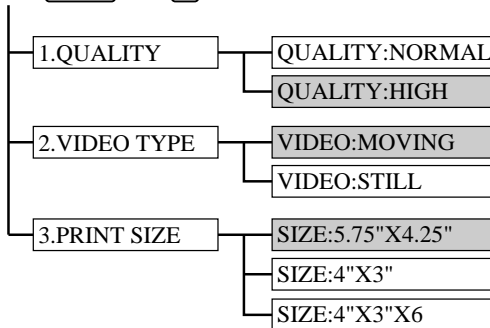 1.QUALITY
QUALITY:NORMAL
QUALITY:HIGH
2.VIDEO TYPE
VIDEO:MOVING
VIDEO:STILL
3.PRINT SIZE
SIZE:5.75"X4.25"
SIZE:4"X3"
SIZE:4"X3"X6